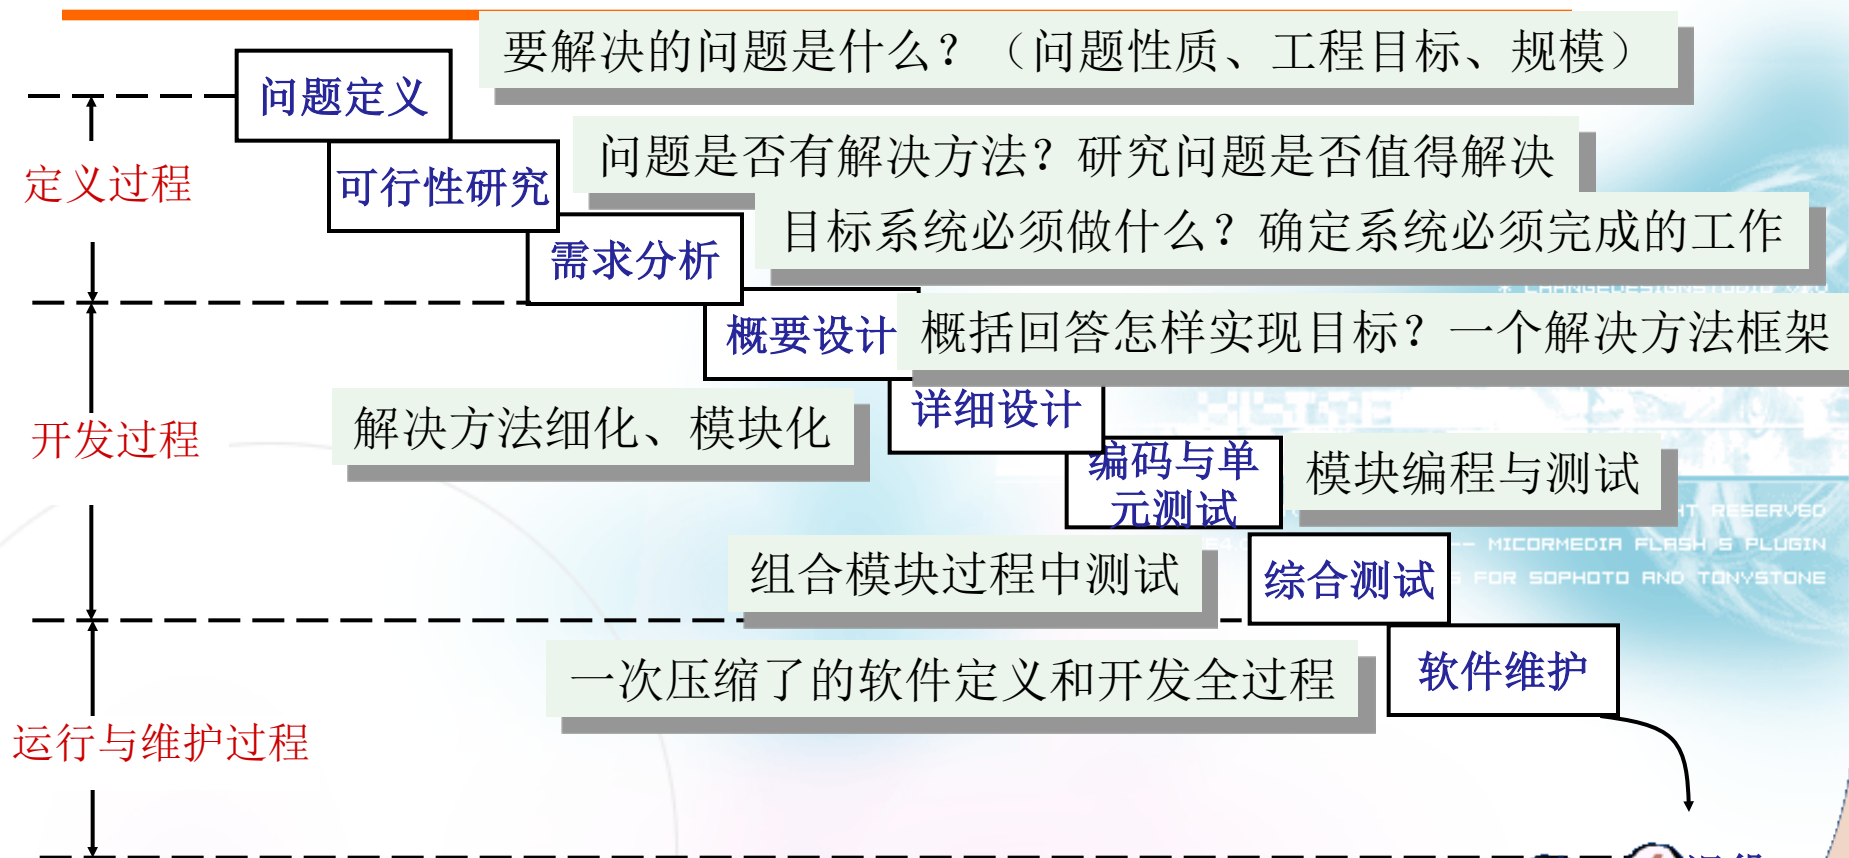 要解决的问题是什么？（问题性质、工程目标、规模）
问题定义
问题是否有解决方法？研究问题是否值得解决
定义过程
可行性研究
目标系统必须做什么？确定系统必须完成的工作
需求分析
概要设计
概括回答怎样实现目标？一个解决方法框架
开发过程
解决方法细化、模块化
详细设计
编码与单
元测试
模块编程与测试
RESERVED
组合模块过程中测试
综合测试
-- MICORMEDIA FLASH 5 PLUGIN
FOR SOPHOTO AND TONYSTONE
一次压缩了的软件定义和开发全过程
软件维护
运行与维护过程